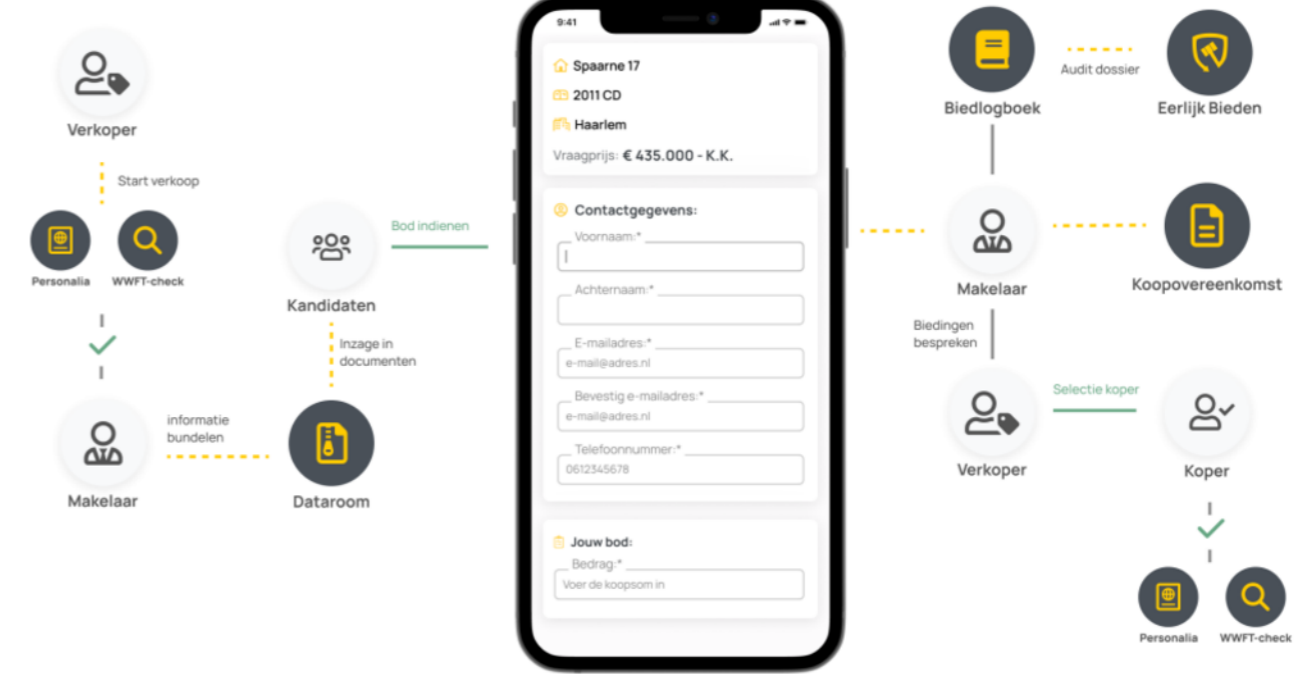 Verkoper
Start verkoop
Personalia
WWFT-check
Makelaar
informatie
bundelen
Dataroom
Inzage in
documenten
Kandidaten
Bod indienen
9:41
Spaarne 17
2011 CD
Haarlem
Vraagprijs: € 435.000 - K.K.
Contactgegevens:
Voornaam:*
Achternaam:*
E-mailadres:*
e-mail@adres.nl
Bevestig e-mailadres:*
e-mail@adres.nl
Telefoonnummer:*
0612345678
Jouw bod:
Bedrag:*
Voer de koopsom in
Biedlogboek
Audit dossier
Eerlijk Bieden
Makelaar
Koopovereenkomst
Biedingen
bespreken
Verkoper
Selectie koper
Koper
Personalia
WWFT-check